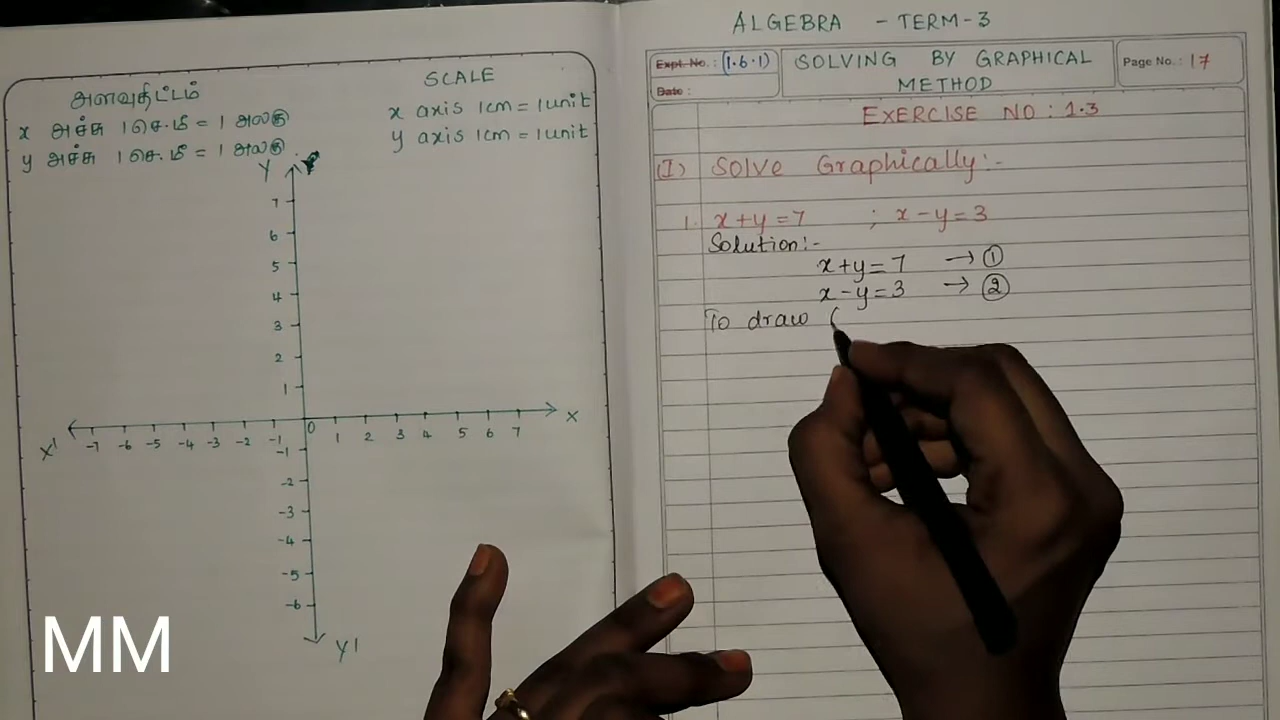 அளவுதிட்டம்
x அச்சு 1 செ.மீ = 1 அலகு
y அச்சு 1 செ.மீ = 1 அலகு
SCALE
x axis 1cm = 1unit
y axis 1cm = 1unit
Y
7
6
5
4
3
2
1
X' -7 -6 -5 -4 -3 -2 -1 0 1 2 3 4 5 6 7 X
-1
-2
-3
-4
-5
-6
Y'
MM
ALGEBRA - TERM-3
Expt. No. : (1.6.1)
Date :
SOLVING BY GRAPHICAL
METHOD
Page No. : 17
EXERCISE NO : 1.3
(I) Solve Graphically:-
1. x+y=7 ; x-y=3
Solution:-
x+y=7 → ①
x-y=3 → ②
To draw (